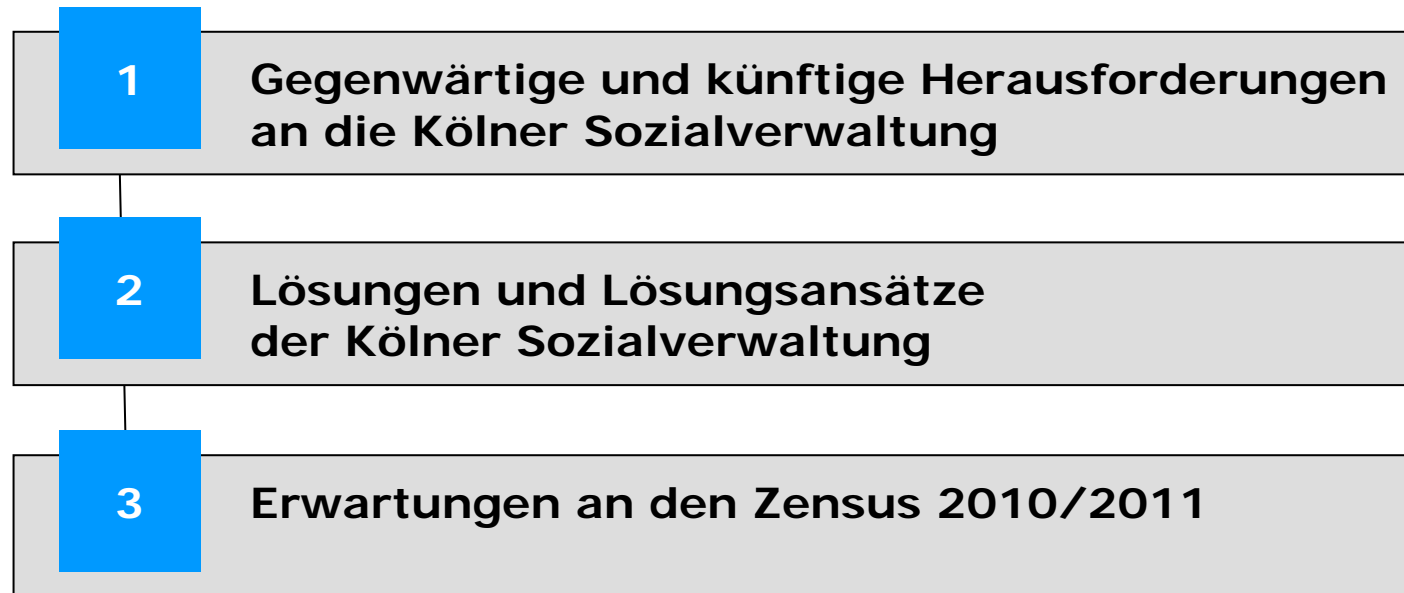 1
Gegenwärtige und künftige Herausforderungen
an die Kölner Sozialverwaltung
2
Lösungen und Lösungsansätze
der Kölner Sozialverwaltung
3
Erwartungen an den Zensus 2010/2011